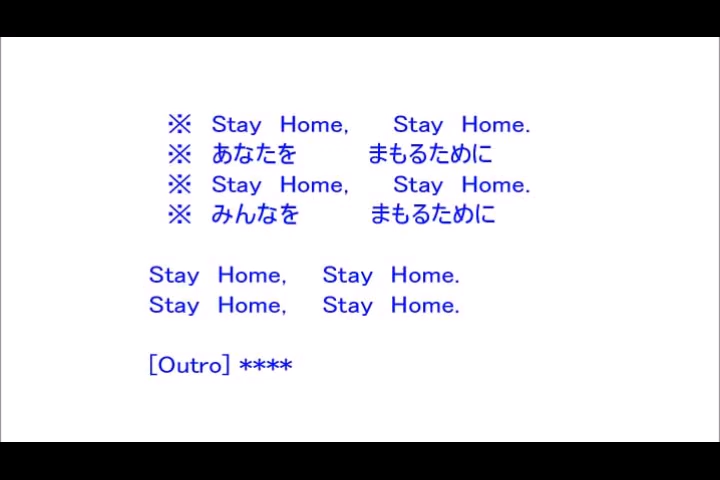 ※ Stay Home, Stay Home.
※ あなたを まもるために
※ Stay Home, Stay Home.
※ みんなを まもるために
Stay Home, Stay Home.
Stay Home, Stay Home.
[Outro] ****